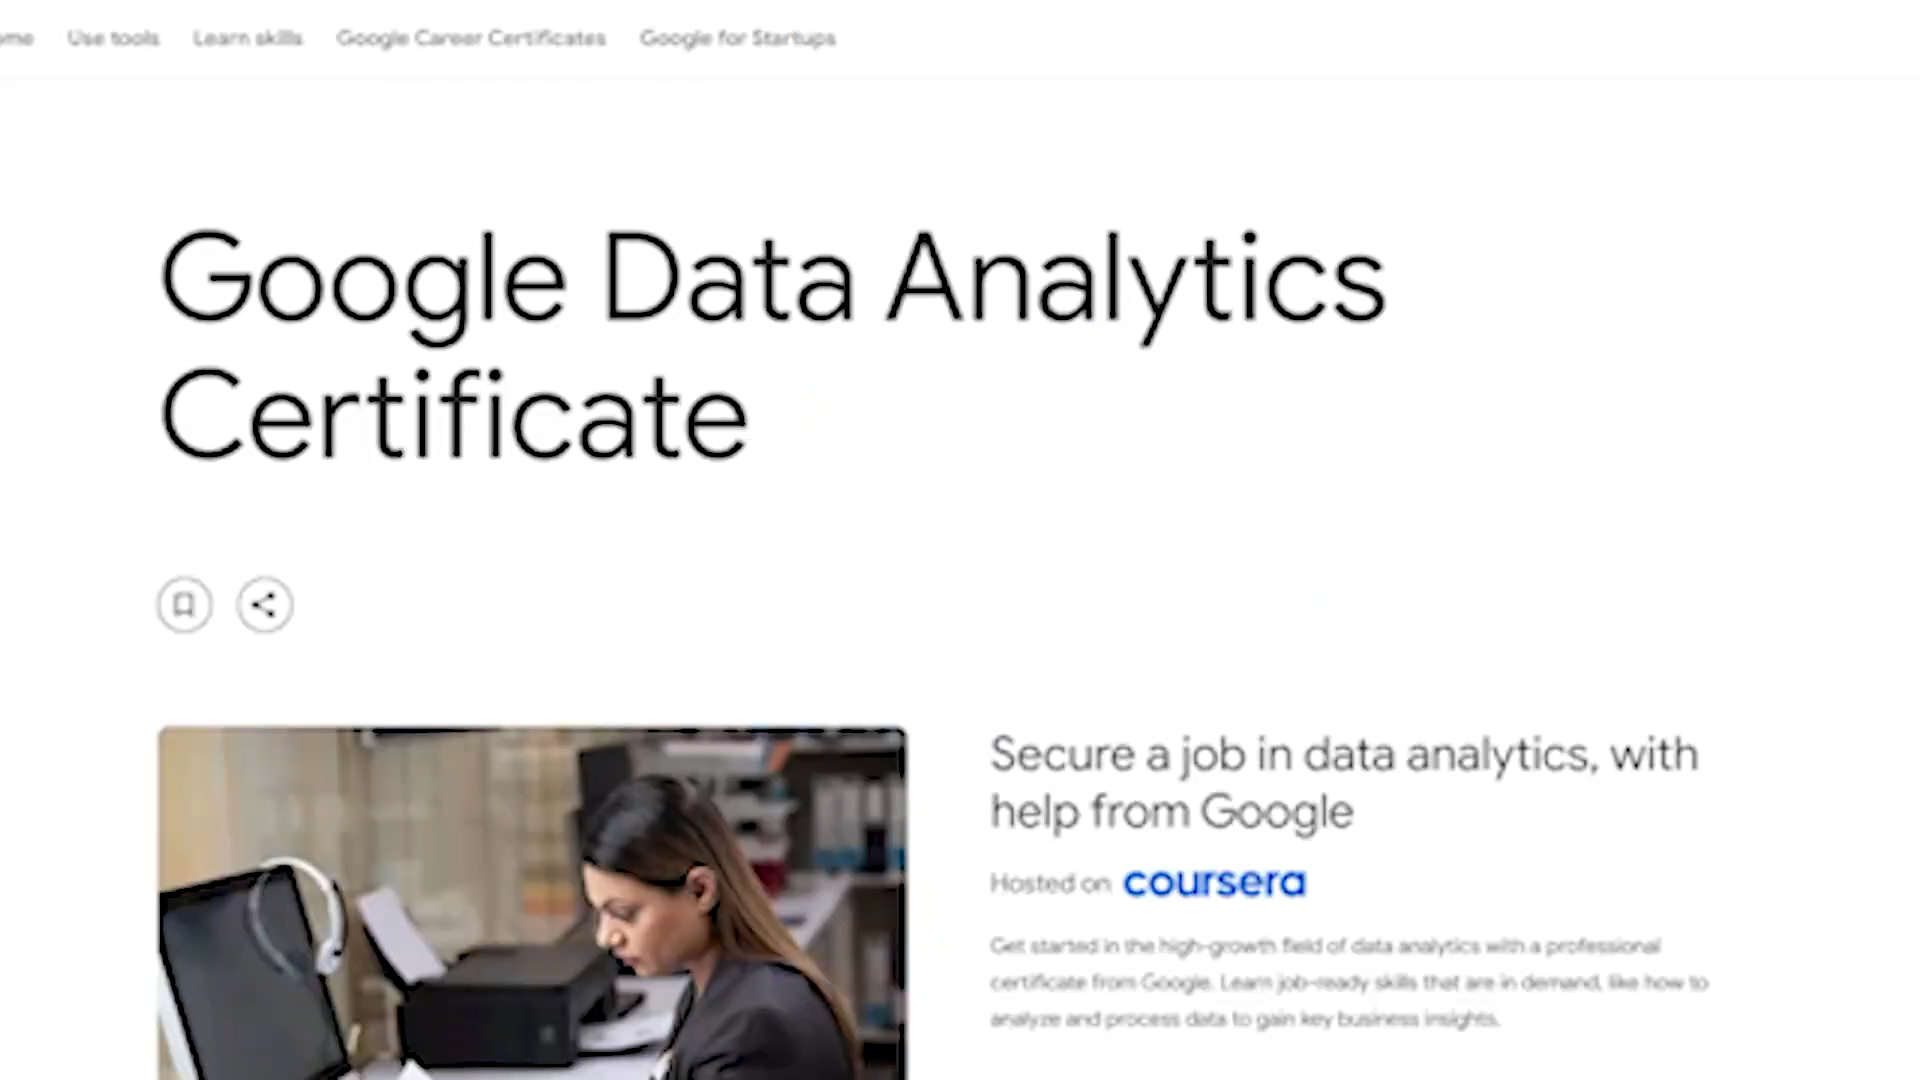 Use tools Learn skills Google Career Certificates Google for Startups
Google Data Analytics
Certificate
Secure a job in data analytics, with
help from Google
Hosted on coursera
Get started in the high-growth field of data analytics with a professional
certificate from Google. Learn job-ready skills that are in demand, like how to
analyze and process data to gain key business insights.